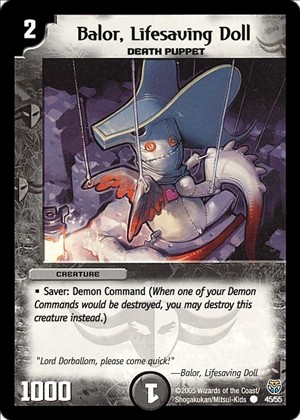 2
Balor, Lifesaving Doll
DEATH PUPPET
CREATURE
▪ Saver: Demon Command (When one of your Demon
Commands would be destroyed, you may destroy this
creature instead.)
"Lord Dorballom, please come quick!"
—Balor, Lifesaving Doll
1000
1
©2005 Wizards of the Coast/
Shogakukan/Mitsui-Kids
45/55